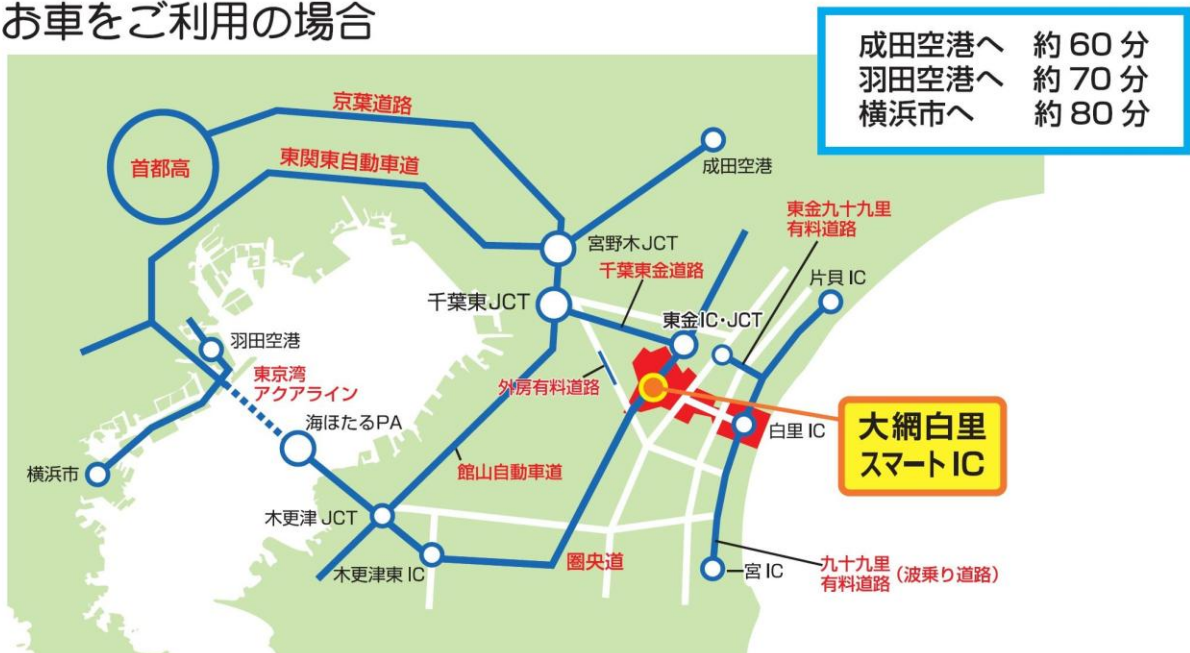 お車をご利用の場合
成田空港へ 約60分
羽田空港へ 約70分
横浜市へ 約80分
京葉道路
首都高
東関東自動車道
成田空港
東金九十九里
有料道路
宮野木JCT
千葉東金道路
片貝IC
千葉東JCT
東金IC・JCT
羽田空港
東京湾
アクアライン
外房有料道路
海ほたるPA
白里IC
大網白里
スマートIC
横浜市
館山自動車道
木更津JCT
木更津東IC
圏央道
一宮IC
九十九里
有料道路(波乗り道路)